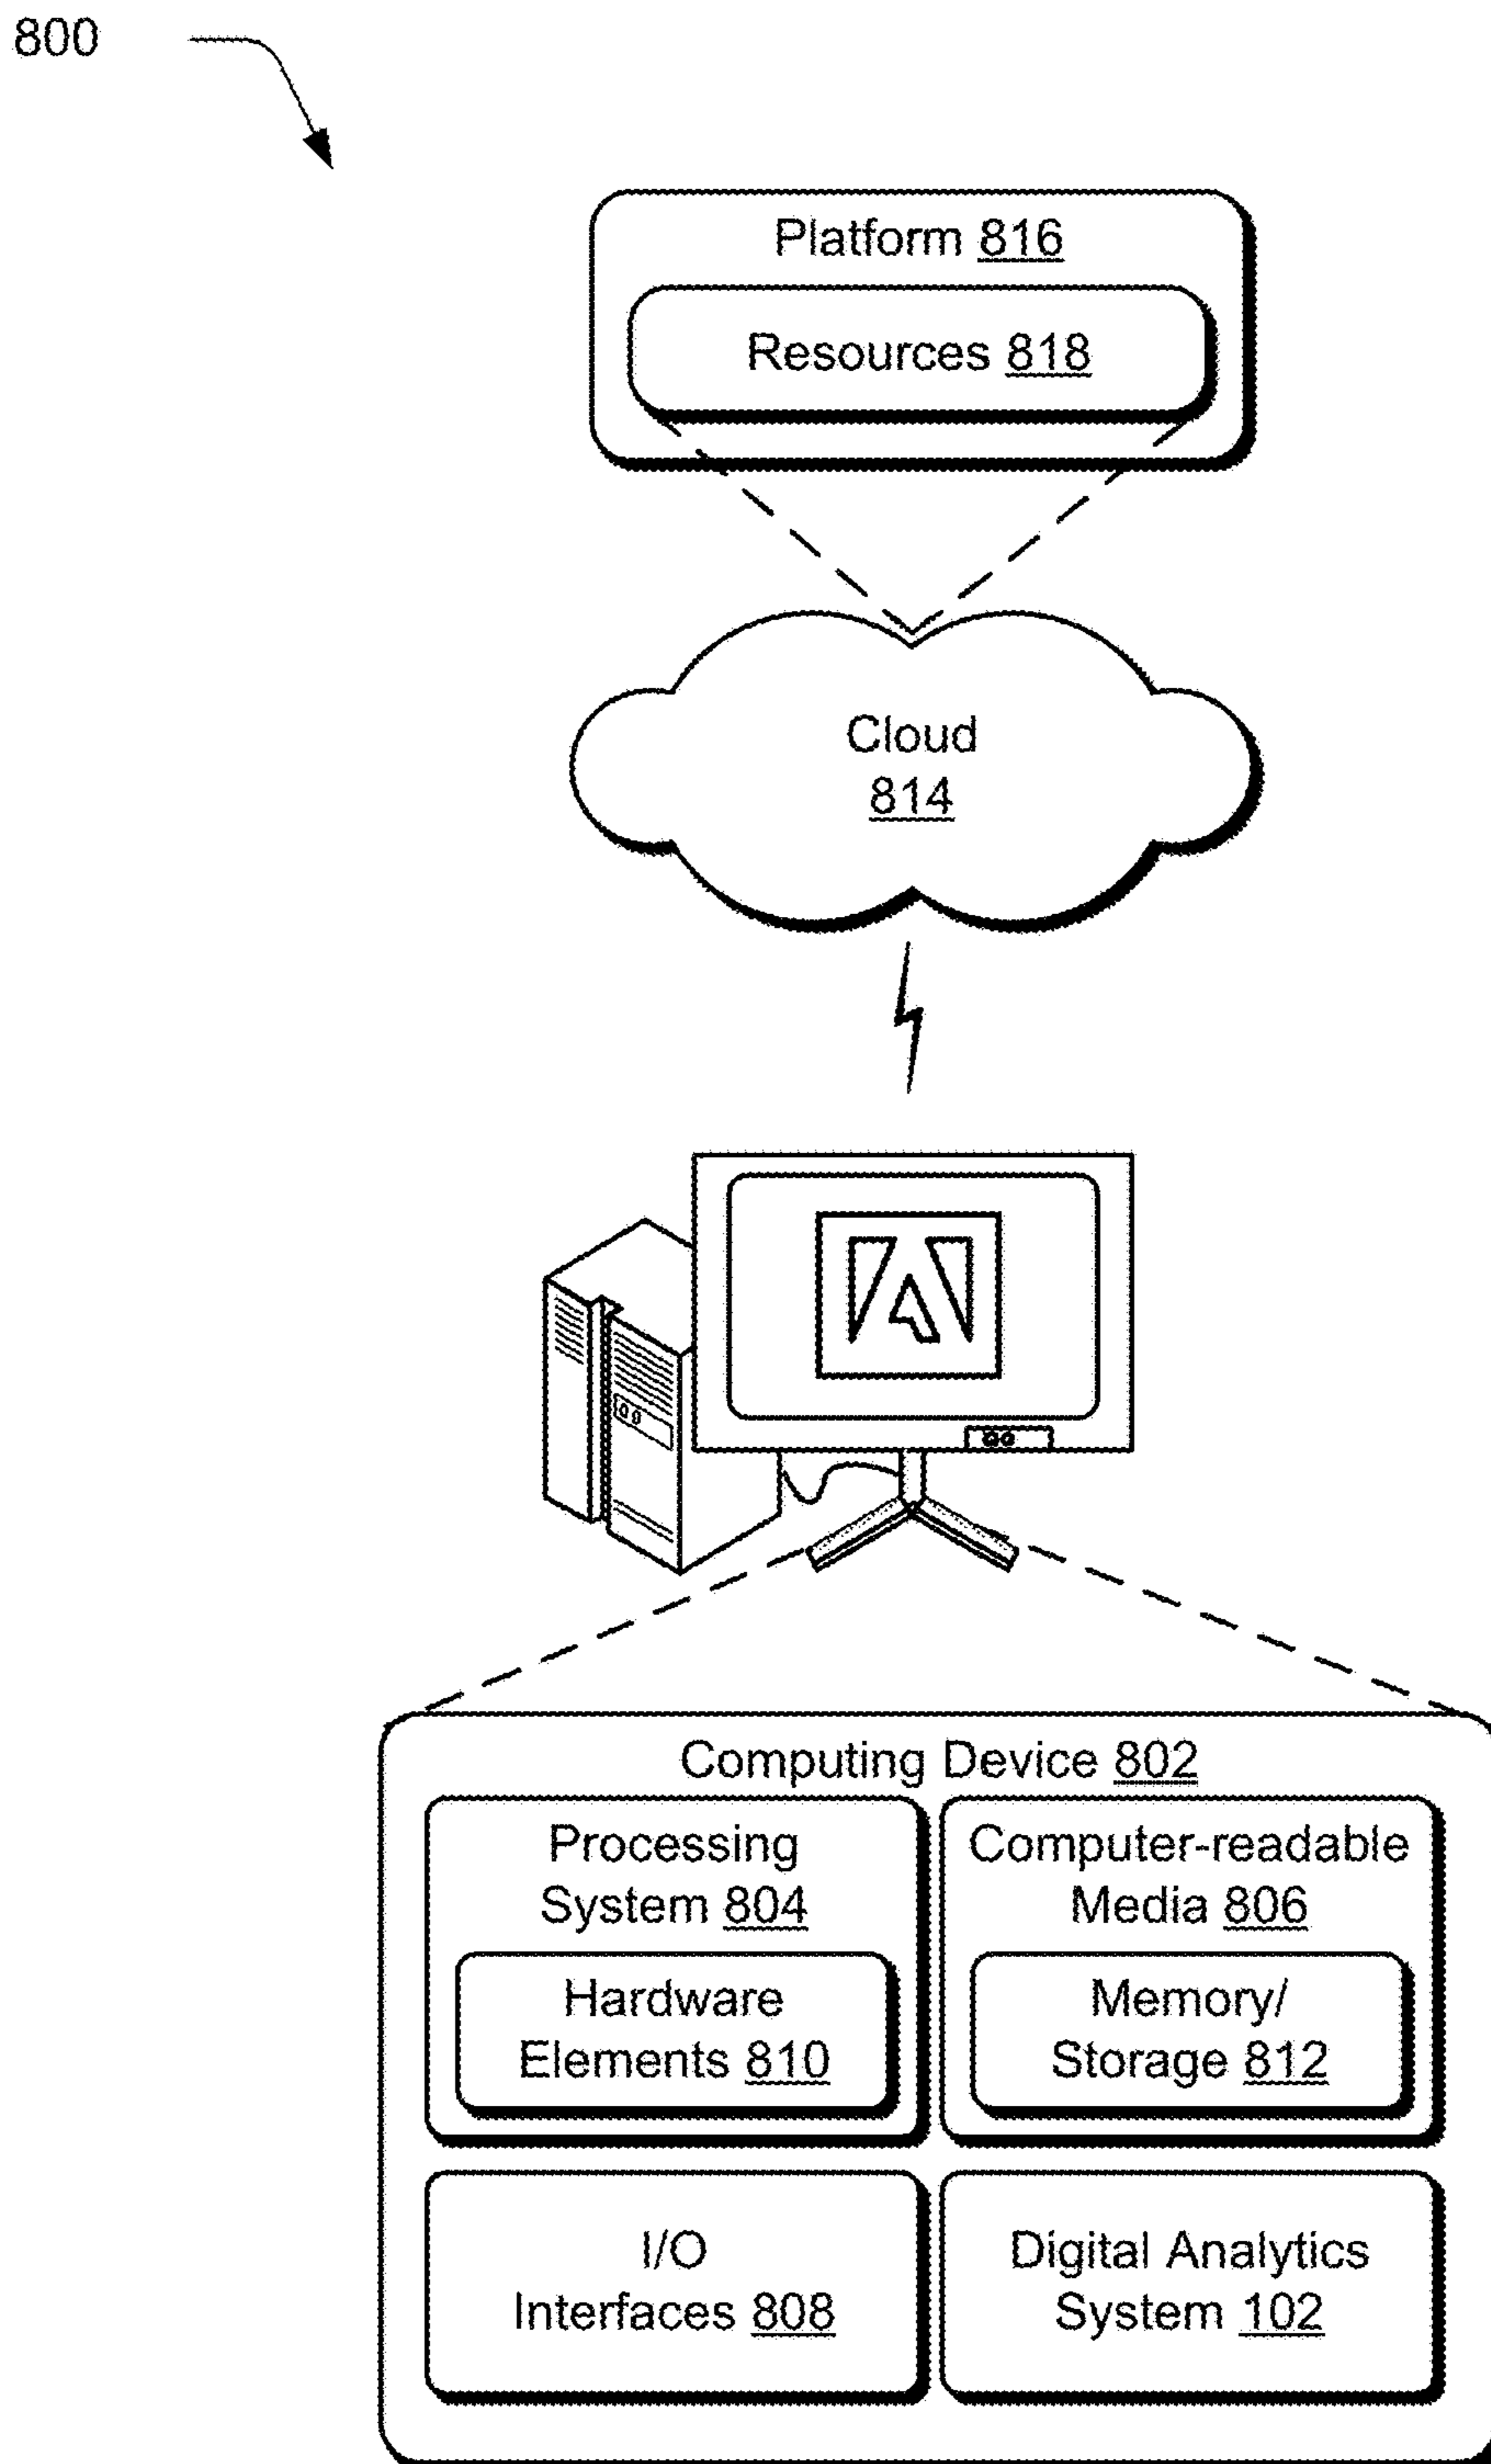 800
Platform 816
Resources 818
Cloud
814
Computing Device 802
Processing
System 804
Hardware
Elements 810
Computer-readable
Media 806
Memory/
Storage 812
I/O
Interfaces 808
Digital Analytics
System 102